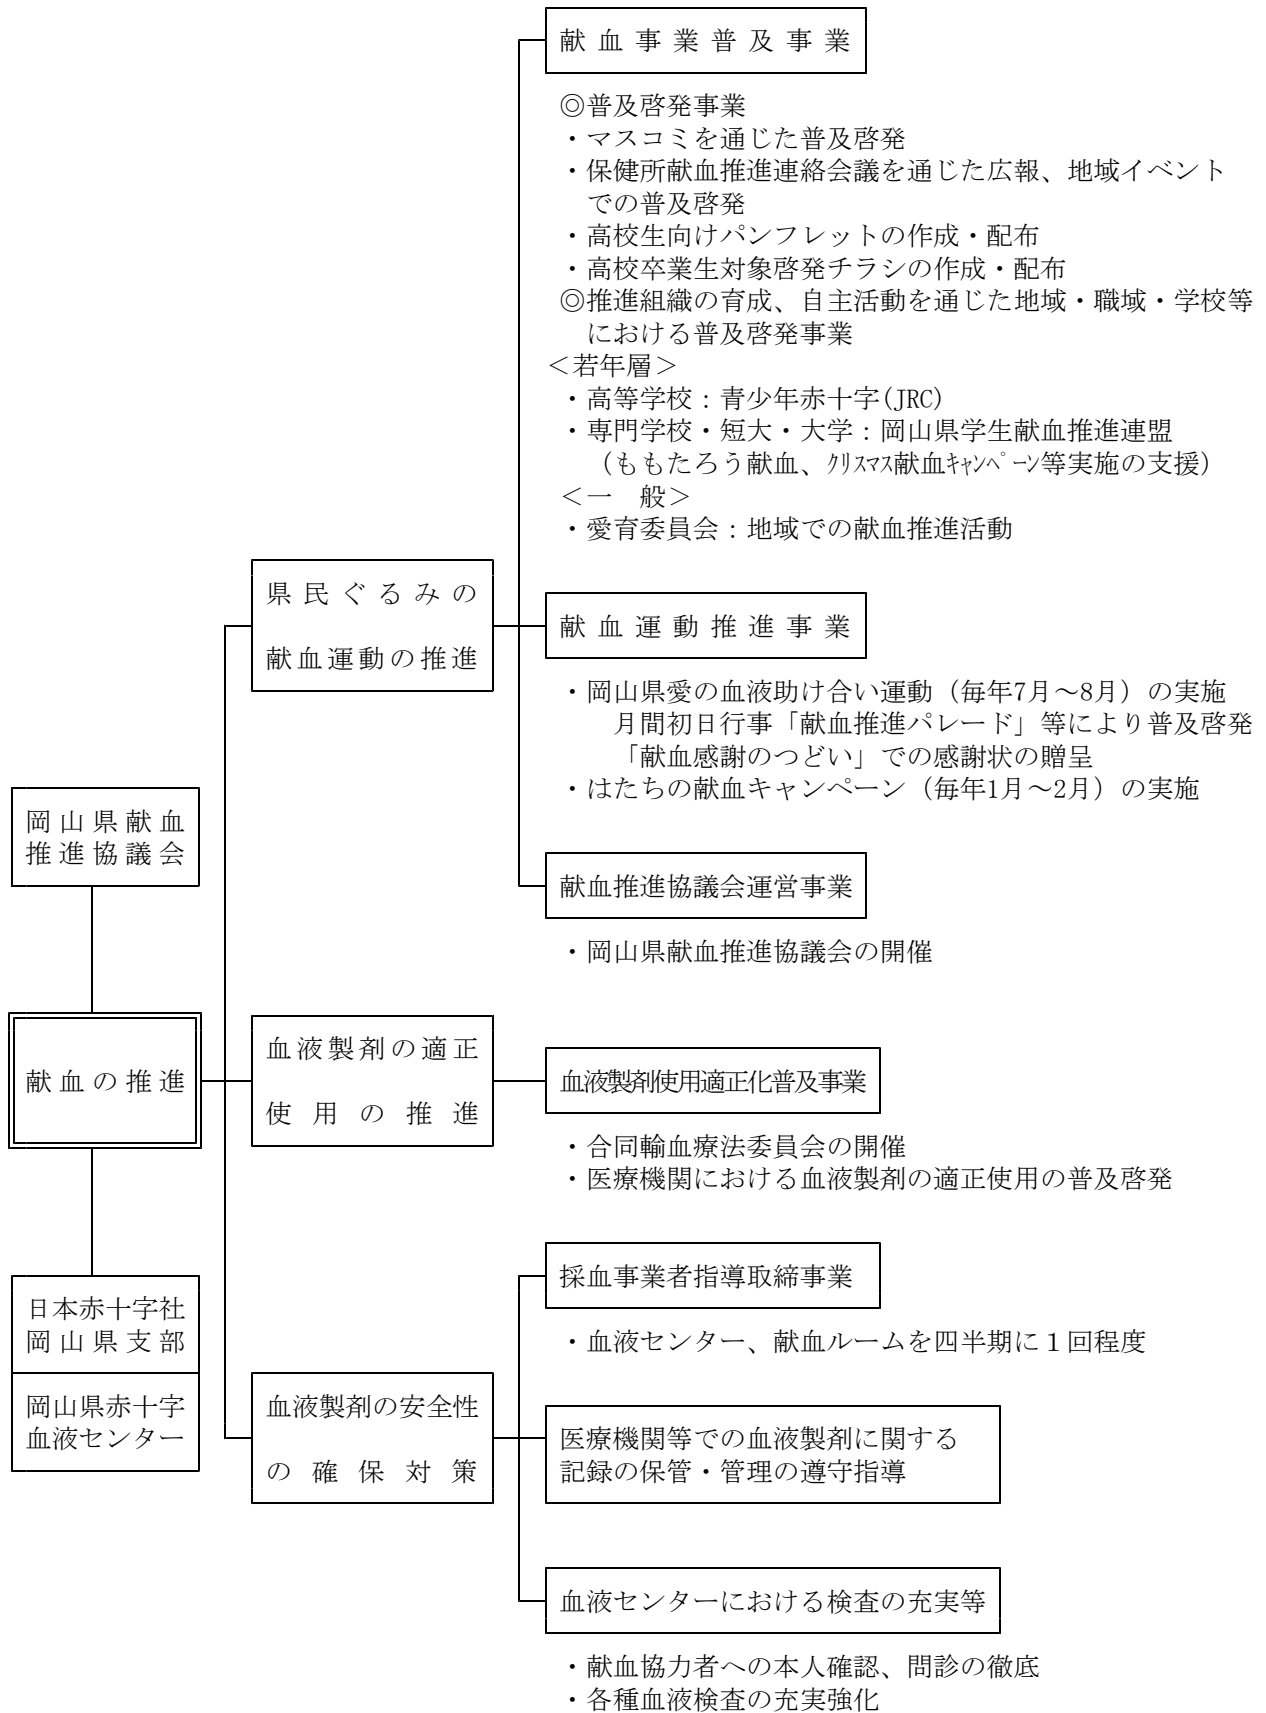 献血事業普及事業
◎普及啓発事業
・マスコミを通じた普及啓発
・保健所献血推進連絡会議を通じた広報、地域イベント
での普及啓発
・高校生向けパンフレットの作成・配布
・高校卒業生対象啓発チラシの作成・配布
◎推進組織の育成、自主活動を通じた地域・職域・学校等
における普及啓発事業
＜若年層＞
・高等学校：青少年赤十字(JRC)
・専門学校・短大・大学：岡山県学生献血推進連盟
（ももたろう献血、ｸﾘｽﾏｽ献血ｷｬﾝﾍﾟｰﾝ等実施の支援）
＜一　般＞
・愛育委員会：地域での献血推進活動
県民ぐるみの
献血運動の推進
献血運動推進事業
・岡山県愛の血液助け合い運動（毎年7月～8月）の実施
月間初日行事「献血推進パレード」等により普及啓発
「献血感謝のつどい」での感謝状の贈呈
・はたちの献血キャンペーン（毎年1月～2月）の実施
岡山県献血
推進協議会
献血推進協議会運営事業
・岡山県献血推進協議会の開催
献血の推進
血液製剤の適正
使用の推進
血液製剤使用適正化普及事業
・合同輸血療法委員会の開催
・医療機関における血液製剤の適正使用の普及啓発
日本赤十字社
岡山県支部
岡山県赤十字
血液センター
血液製剤の安全性
の確保対策
採血事業者指導取締事業
・血液センター、献血ルームを四半期に１回程度
医療機関等での血液製剤に関する
記録の保管・管理の遵守指導
血液センターにおける検査の充実等
・献血協力者への本人確認、問診の徹底
・各種血液検査の充実強化